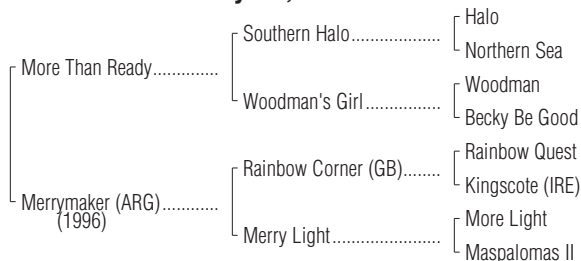 Halo
Southern Halo....................
Northern Sea
More Than Ready..............
Woodman
Woodman's Girl.................
Becky Be Good
Rainbow Quest
Rainbow Corner (GB)........
Kingscote (IRE)
Merrymaker (ARG)............
(1996)
More Light
Merry Light........................
Maspalomas II